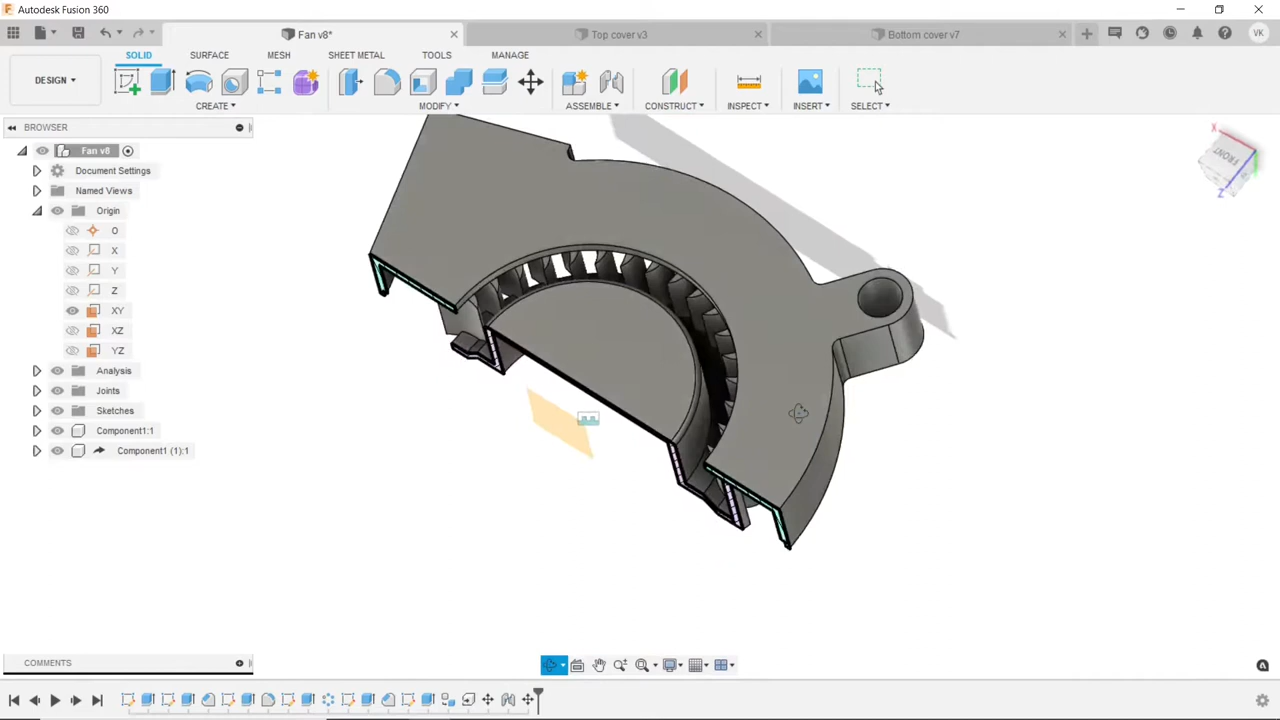 Autodesk Fusion 360
Fan v8*
Top cover v3
Bottom cover v7
VK
DESIGN
SOLID
SURFACE
MESH
SHEET METAL
TOOLS
MANAGE
CREATE
MODIFY
ASSEMBLE
CONSTRUCT
INSPECT
INSERT
SELECT
BROWSER
Fan v8
Document Settings
Named Views
Origin
O
X
Y
Z
XY
XZ
YZ
Analysis
Joints
Sketches
Component1:1
Component1 (1):1
X
FRONT
Z
COMMENTS